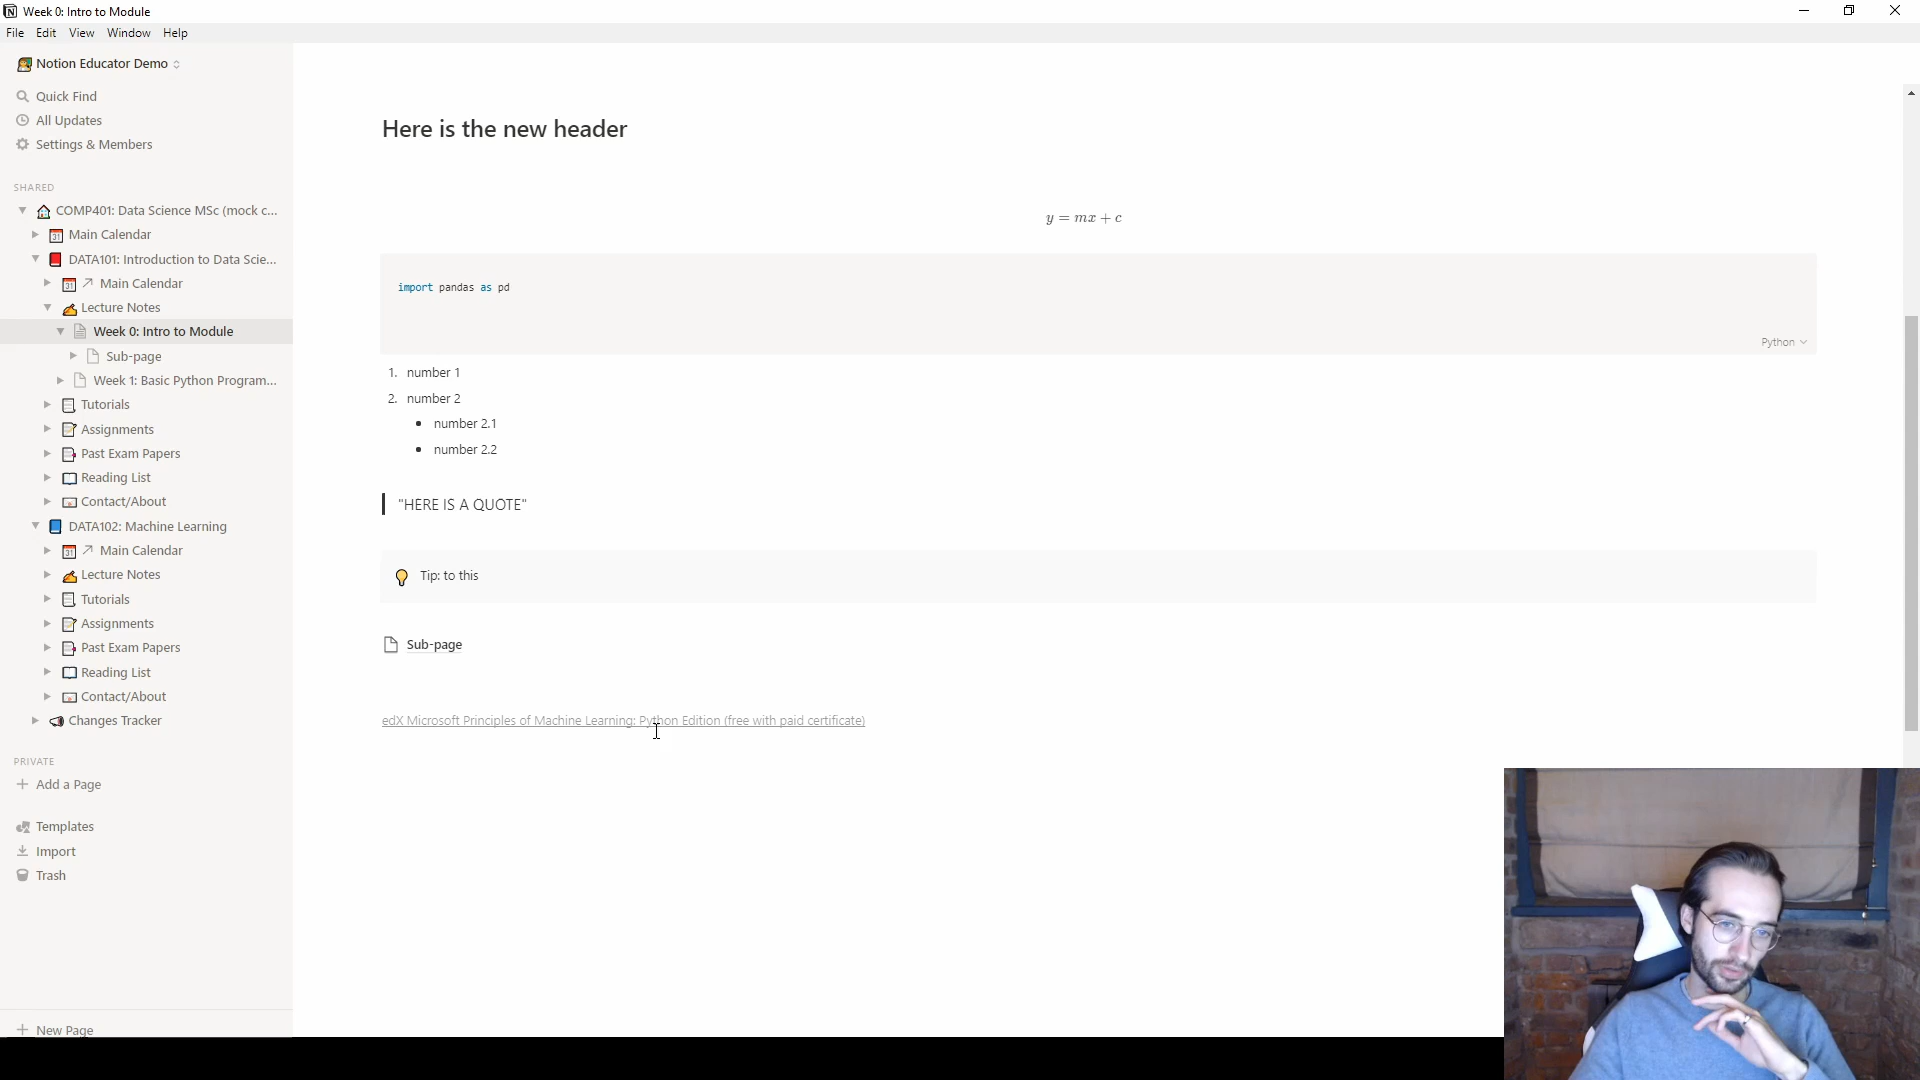 Week 0: Intro to Module
File Edit View Window Help
Notion Educator Demo
Quick Find
All Updates
Settings & Members
SHARED
COMP401: Data Science MSc (mock c...
Main Calendar
DATA101: Introduction to Data Scie...
Main Calendar
Lecture Notes
Week 0: Intro to Module
Sub-page
Week 1: Basic Python Program...
Tutorials
Assignments
Past Exam Papers
Reading List
Contact/About
DATA102: Machine Learning
Main Calendar
Lecture Notes
Tutorials
Assignments
Past Exam Papers
Reading List
Contact/About
Changes Tracker
PRIVATE
+ Add a Page
Templates
Import
Trash
+ New Page
Here is the new header
y = mx + c
import pandas as pd
Python
1. number 1
2. number 2
• number 2.1
• number 2.2
"HERE IS A QUOTE"
Tip: to this
Sub-page
edX Microsoft Principles of Machine Learning: Python Edition (free with paid certificate)